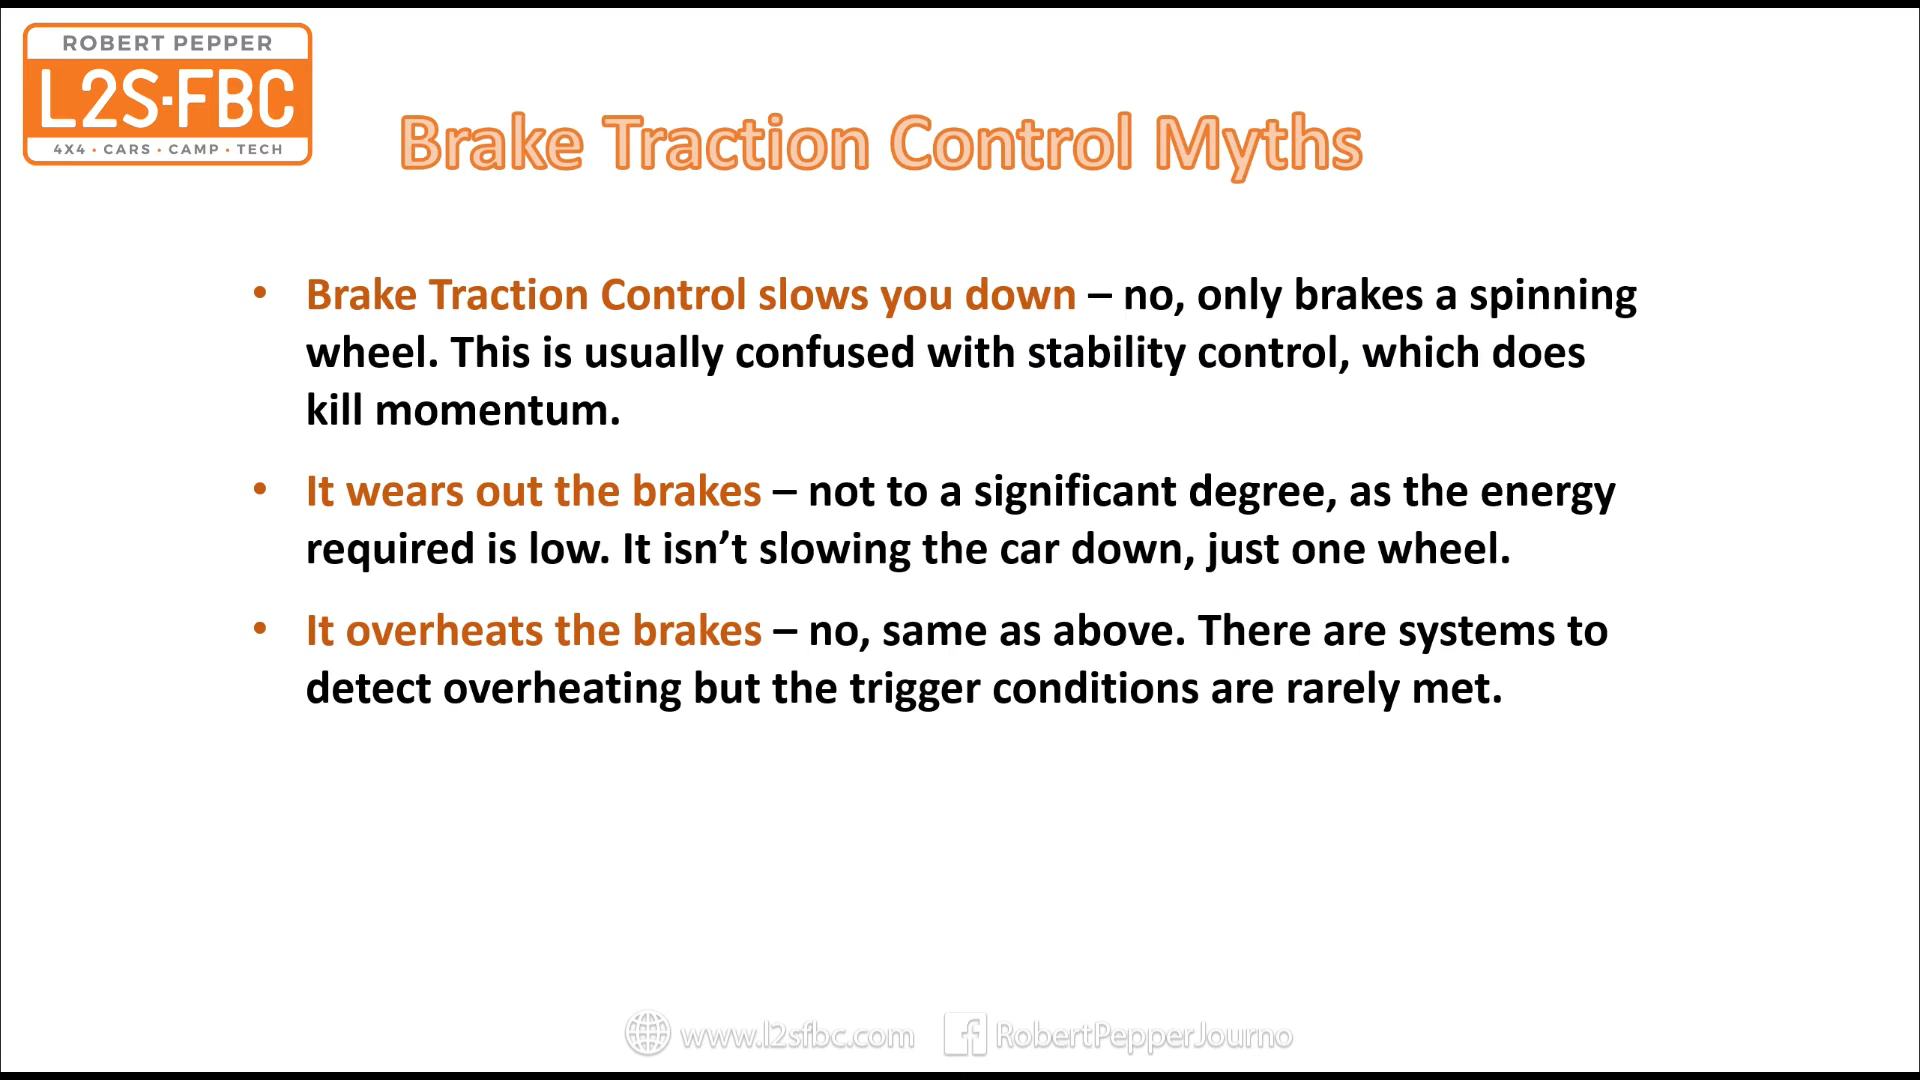 ROBERT PEPPER
L2S·FBC
4X4 • CARS • CAMP • TECH
Brake Traction Control Myths
• Brake Traction Control slows you down – no, only brakes a spinning
wheel. This is usually confused with stability control, which does
kill momentum.
• It wears out the brakes – not to a significant degree, as the energy
required is low. It isn’t slowing the car down, just one wheel.
• It overheats the brakes – no, same as above. There are systems to
detect overheating but the trigger conditions are rarely met.
www.l2sfbc.com RobertPepperJourno